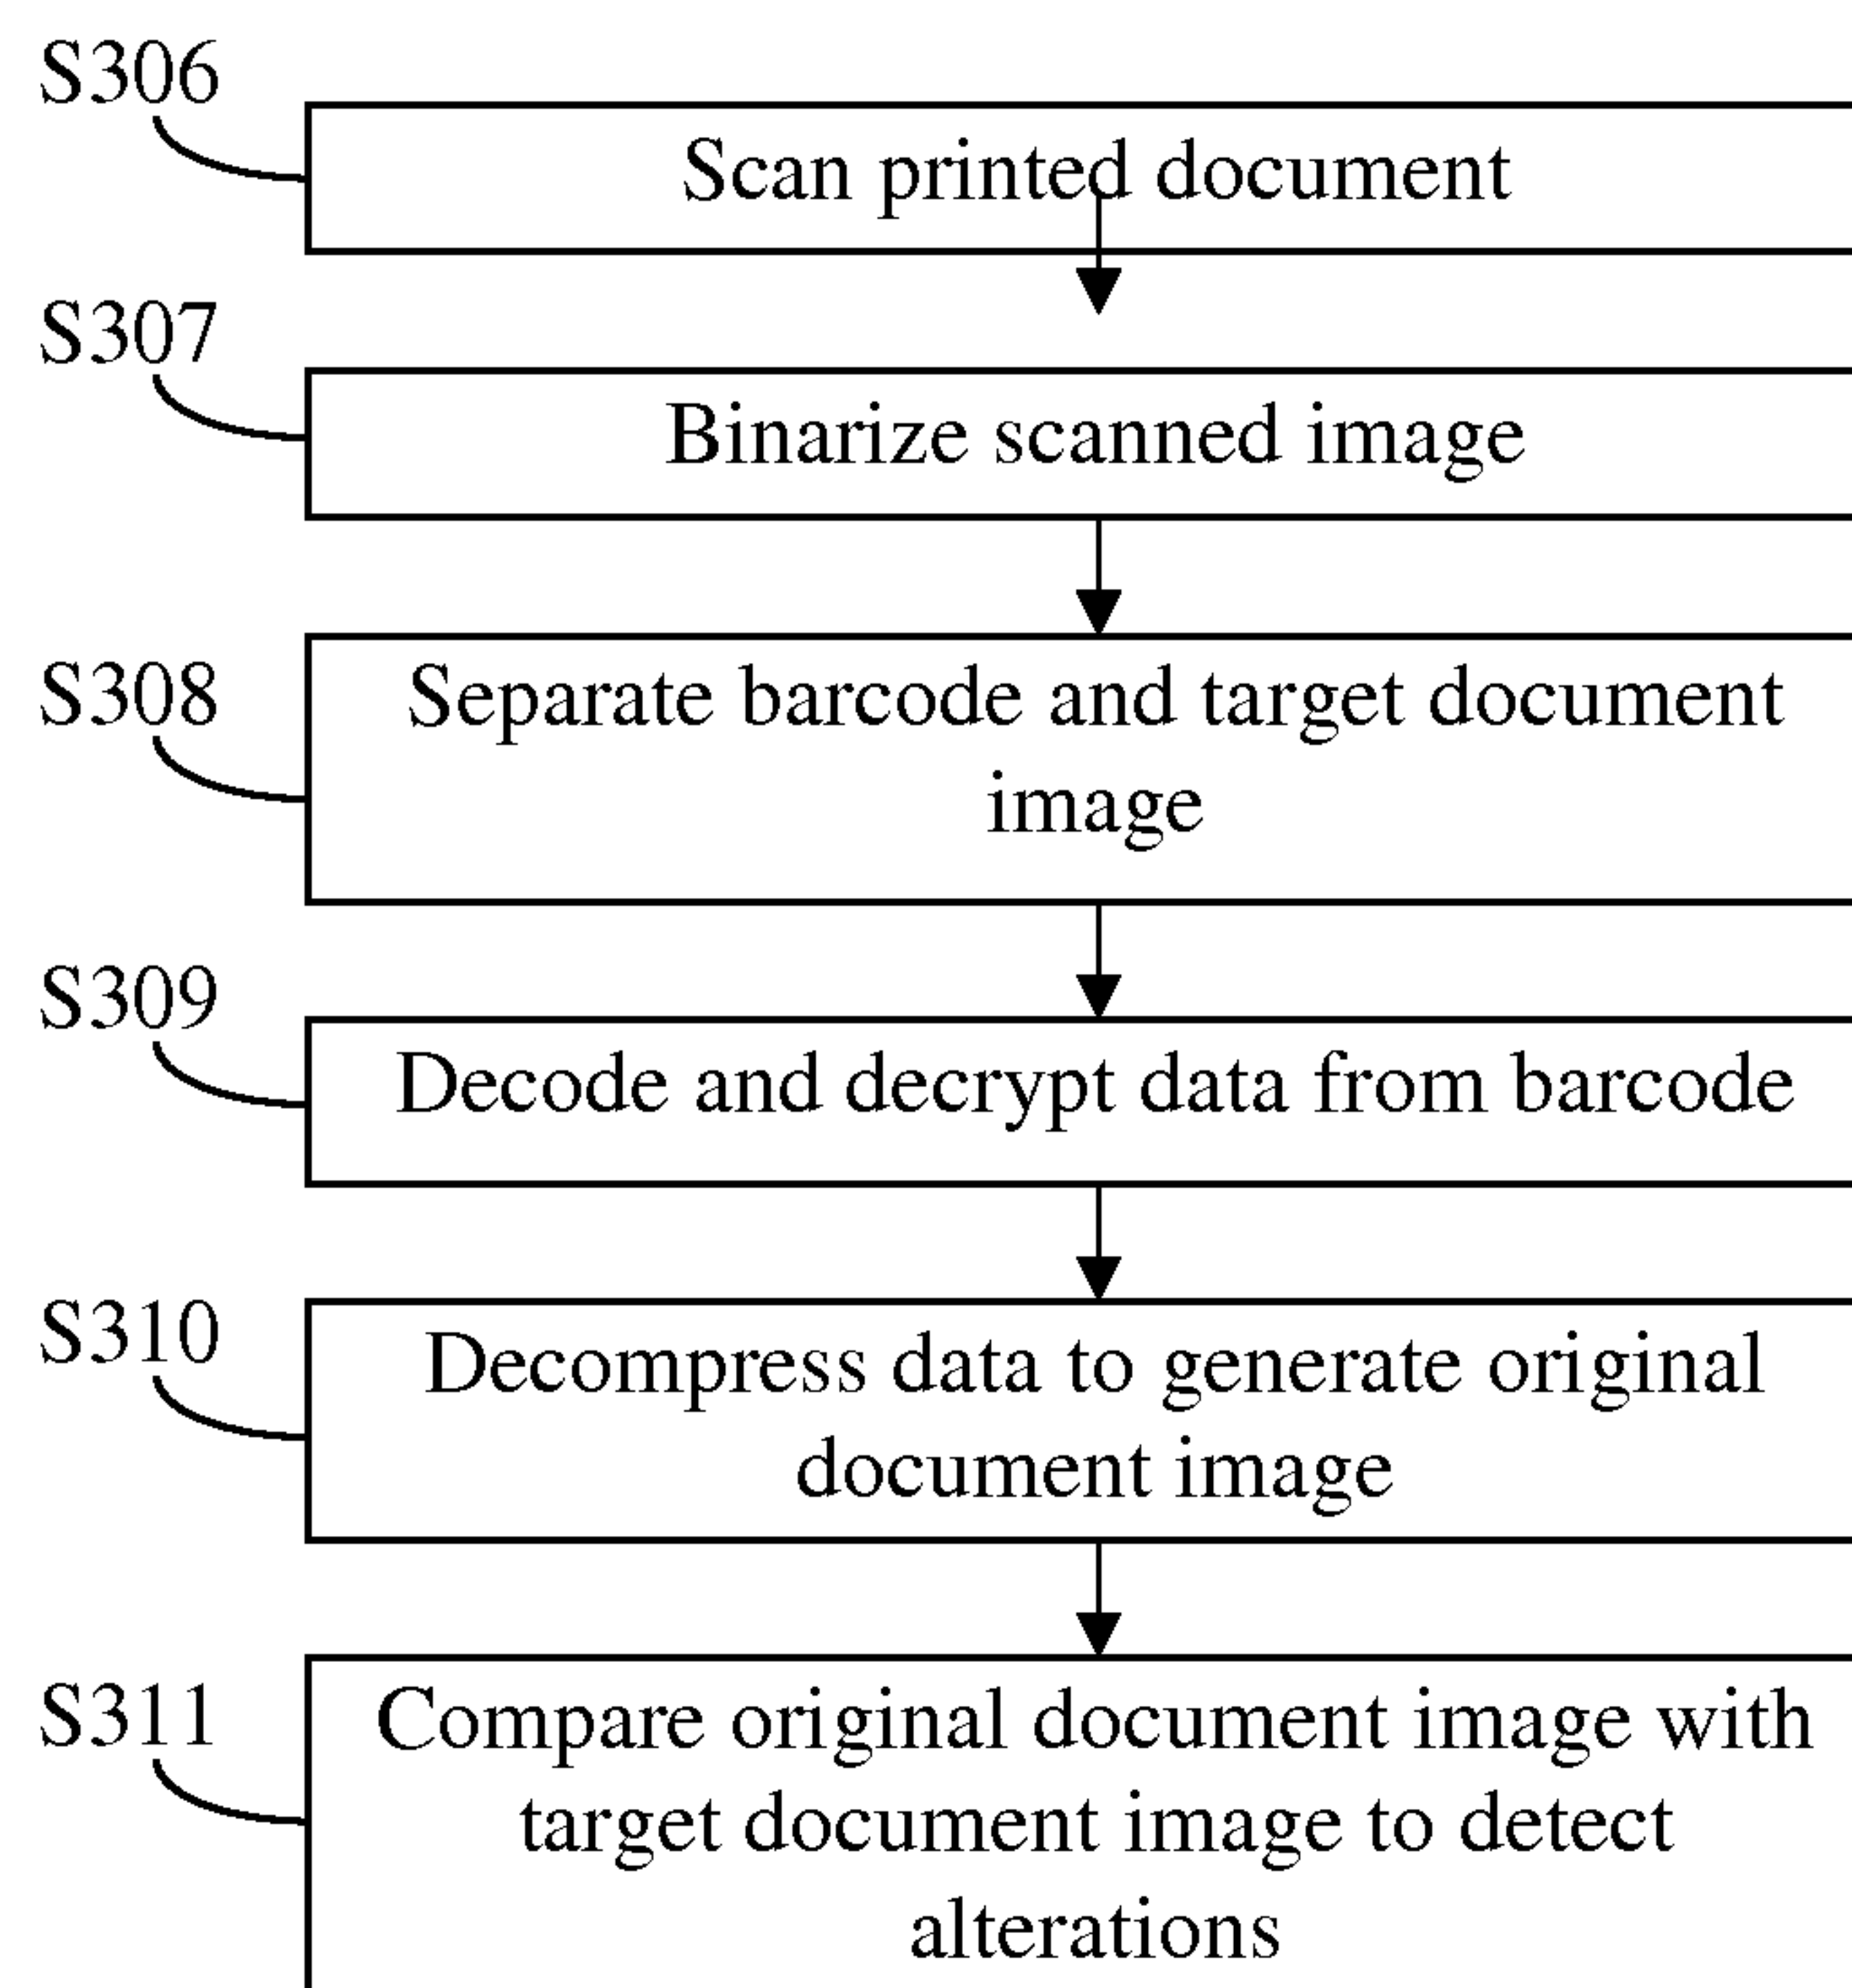 S306
Scan printed document
S307
Binarize scanned image
S308
Separate barcode and target document
image
S309
Decode and decrypt data from barcode
S310
Decompress data to generate original
document image
S311
Compare original document image with
target document image to detect
alterations